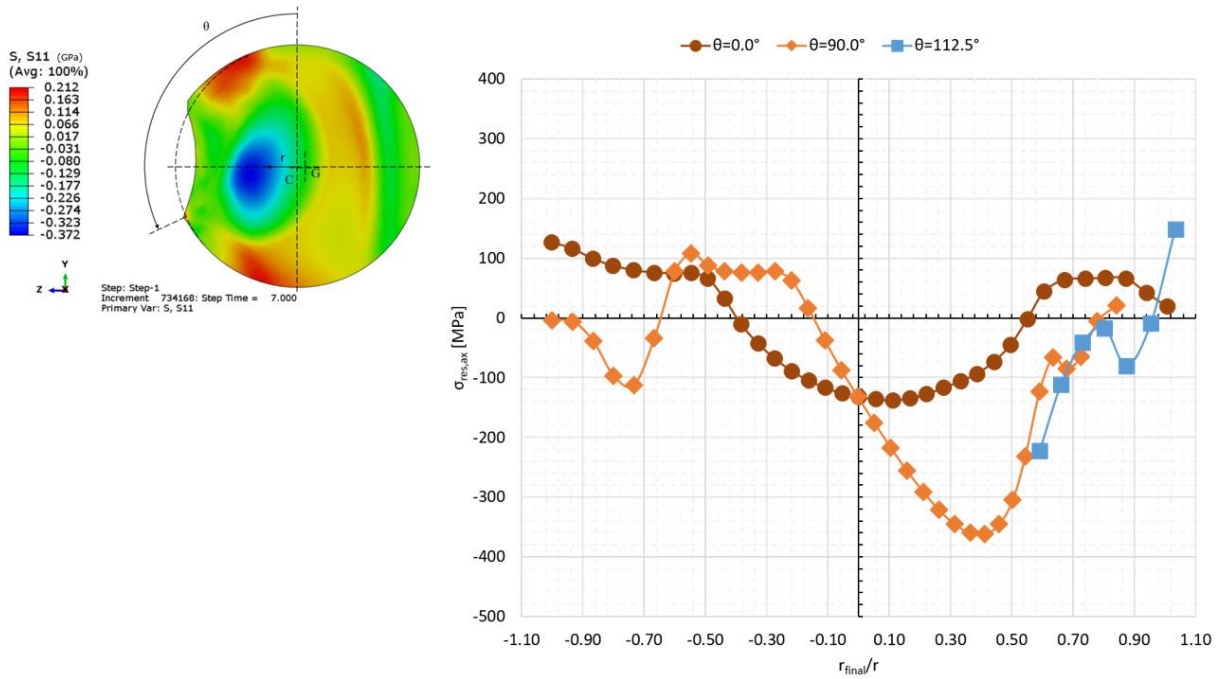 θ
S, S11 (GPa)
(Avg: 100%)
0.212
0.163
0.114
0.066
0.017
-0.031
-0.080
-0.129
-0.177
-0.226
-0.274
-0.323
-0.372
r
C
G
Y
Z
X
Step: Step-1
Increment 734168: Step Time = 7.000
Primary Var: S, S11
θ=0.0° θ=90.0° θ=112.5°
σres,ax [MPa]
400
300
200
100
0
-100
-200
-300
-400
-500
-1.10 -0.90 -0.70 -0.50 -0.30 -0.10 0.10 0.30 0.50 0.70 0.90 1.10
rfinal/r